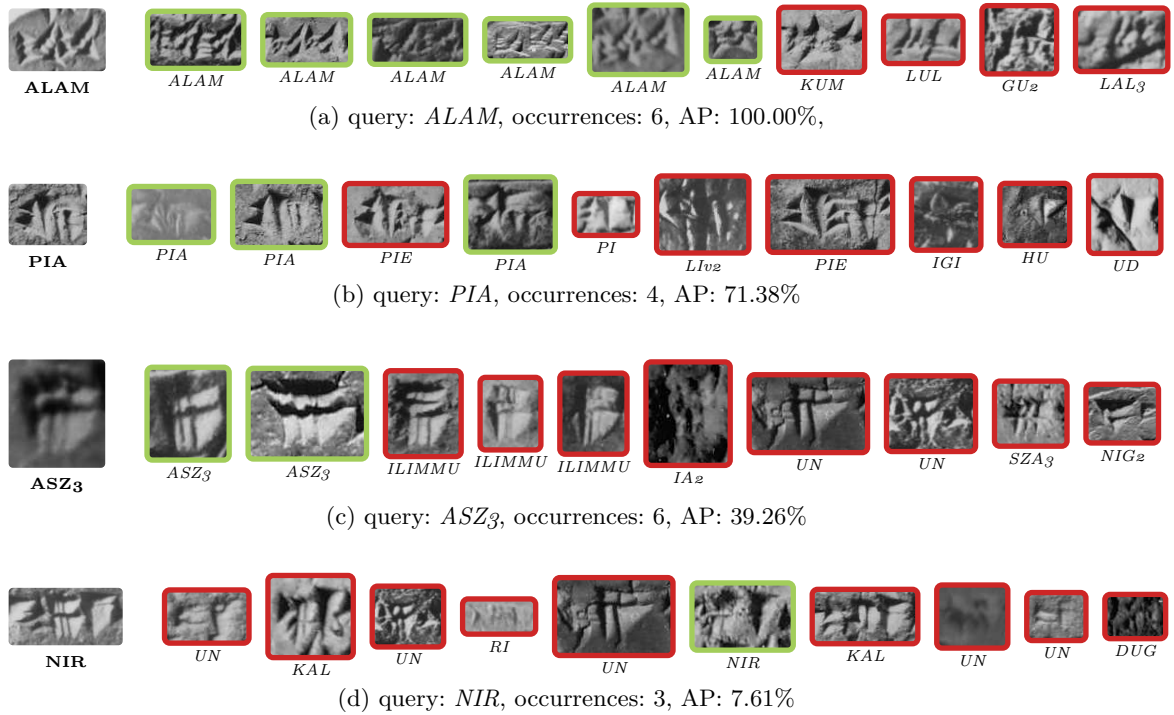 ALAM ALAM ALAM ALAM ALAM ALAM ALAM KUM LUL GU2 LAL3
(a) query: ALAM, occurrences: 6, AP: 100.00%,
PIA PIA PIA PIE PIA PI LIv2 PIE IGI HU UD
(b) query: PIA, occurrences: 4, AP: 71.38%
ASZ3 ASZ3 ASZ3 ILIMMU ILIMMU ILIMMU IA2 UN UN SZA3 NIG2
(c) query: ASZ3, occurrences: 6, AP: 39.26%
NIR UN KAL UN RI UN NIR KAL UN UN DUG
(d) query: NIR, occurrences: 3, AP: 7.61%